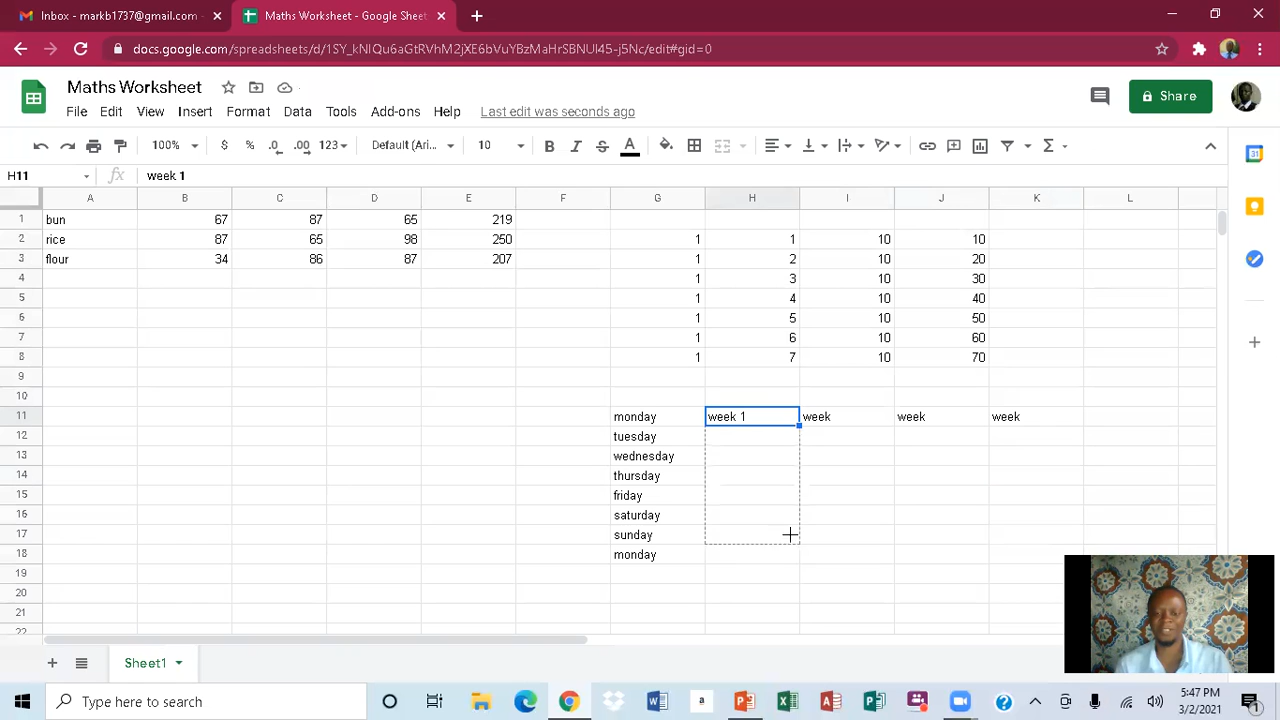 Inbox - markb1737@gmail.com
Maths Worksheet - Google Sheet
docs.google.com/spreadsheets/d/1SY_kNIQu6aGtRVhM2jXE6bVuYBzMaHrSBNUl45-j5Nc/edit#gid=0
Maths Worksheet
File Edit View Insert Format Data Tools Add-ons Help Last edit was seconds ago
Share
100% $ % .0 .00 123 Default (Ari... 10 B I S A Σ
H11 fx week 1
A B C D E F G H I J K L
1 bun 67 87 65 219
2 rice 87 65 98 250 1 1 10 10
3 flour 34 86 87 207 1 2 10 20
4 1 3 10 30
5 1 4 10 40
6 1 5 10 50
7 1 6 10 60
8 1 7 10 70
9
10
11 monday week 1 week week week
12 tuesday
13 wednesday
14 thursday
15 friday
16 saturday
17 sunday
18 monday
19
20
21
22
Sheet1
Type here to search
5:47 PM
3/2/2021